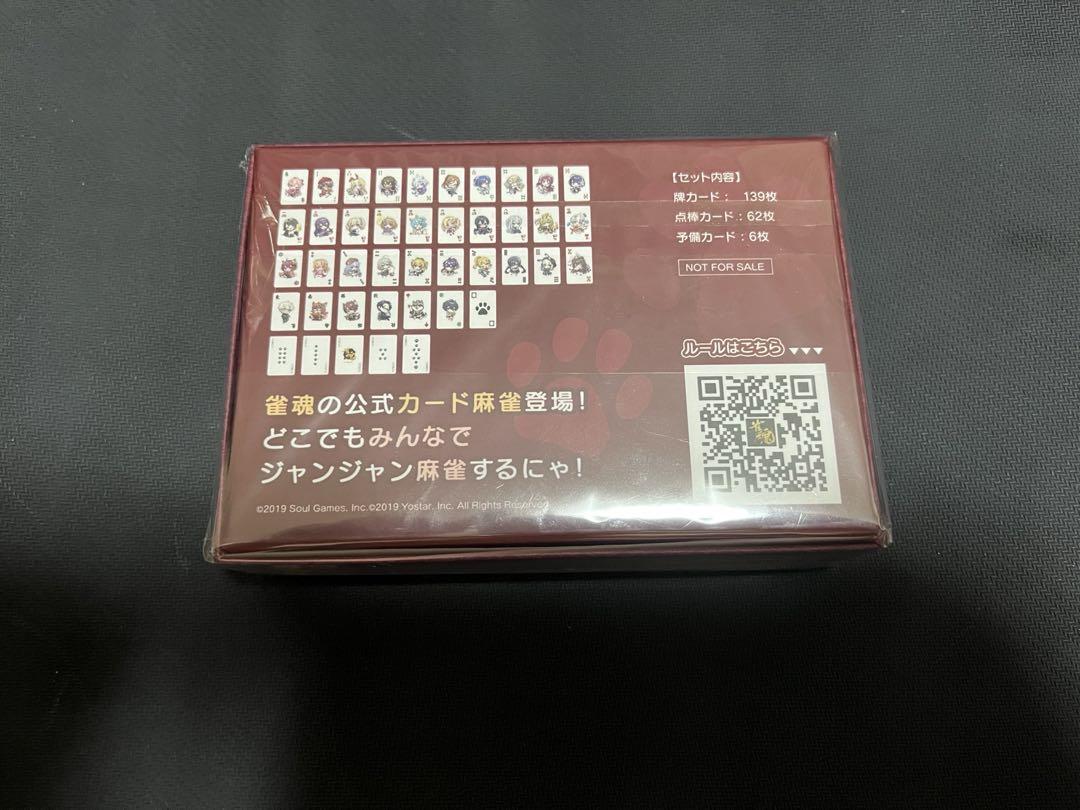 【セット内容】
牌カード： 139枚
点棒カード：62枚
予備カード：6枚
NOT FOR SALE
ルールはこちら▼▼▼
雀魂
雀魂の公式カード麻雀登場！
どこでもみんなで
ジャンジャン麻雀するにゃ！
©2019 Soul Games, Inc.©2019 Yostar, Inc. All Rights Reserved.